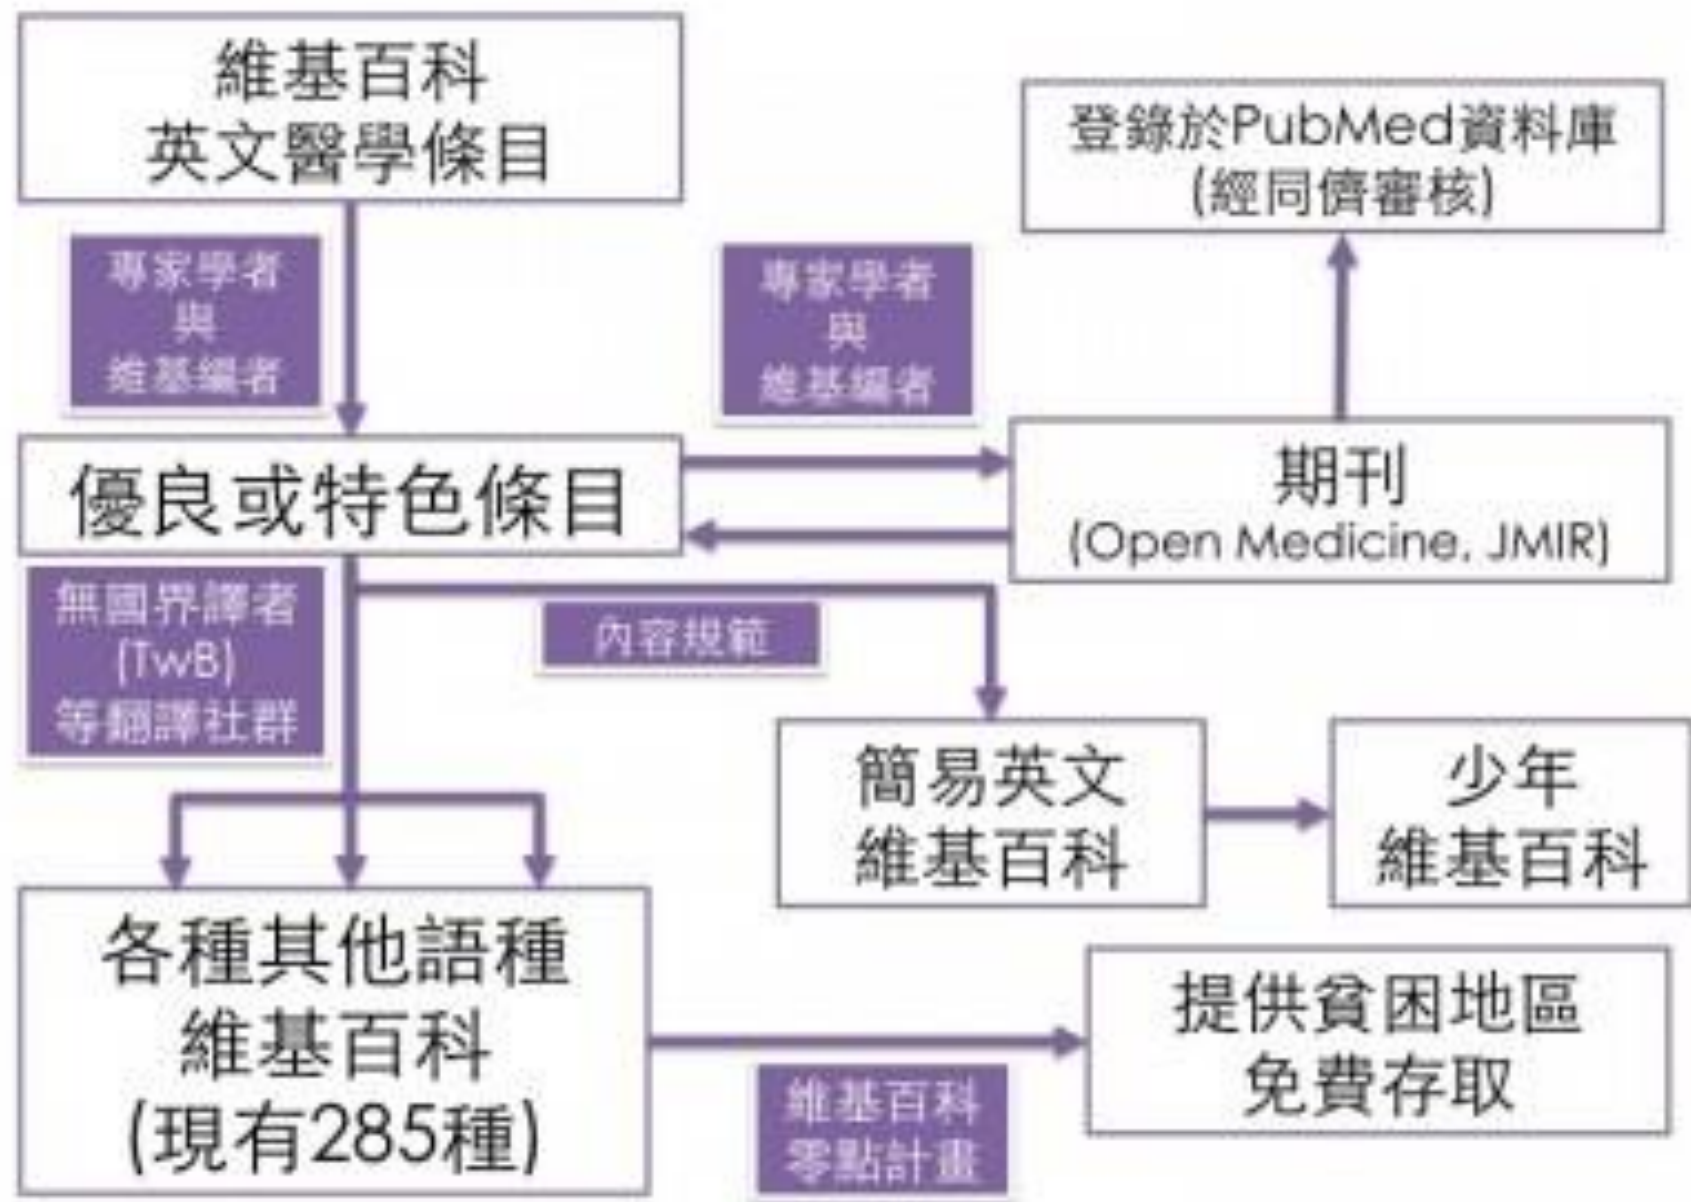 維基百科
英文醫學條目
登錄於PubMed資料庫
(經同儕審核)
專家學者
與
維基編者
專家學者
與
維基編者
優良或特色條目
期刊
(Open Medicine, JMIR)
無國界譯者
(TwB)
等翻譯社群
內容規範
簡易英文
維基百科
少年
維基百科
各種其他語種
維基百科
(現有285種)
提供貧困地區
免費存取
維基百科
零點計畫